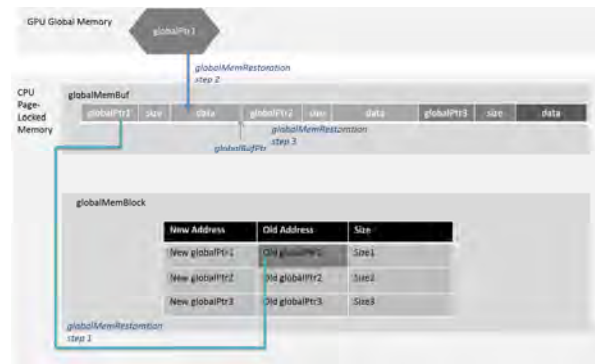 GPU Global Memory
globalPtr1
globalMemRestoration
step 2
CPU
Page-
Locked
Memory
globalMemBuf
globalPtr1 size data globalPtr2 size data globalPtr3 size data
globalMemRestoration
step 3
globalBufPtr
globalMemBlock
New Address Old Address Size
New globalPtr1 Old globalPtr1 Size1
New globalPtr2 Old globalPtr2 Size2
New globalPtr3 Old globalPtr3 Size3
globalMemRestoration
step 1